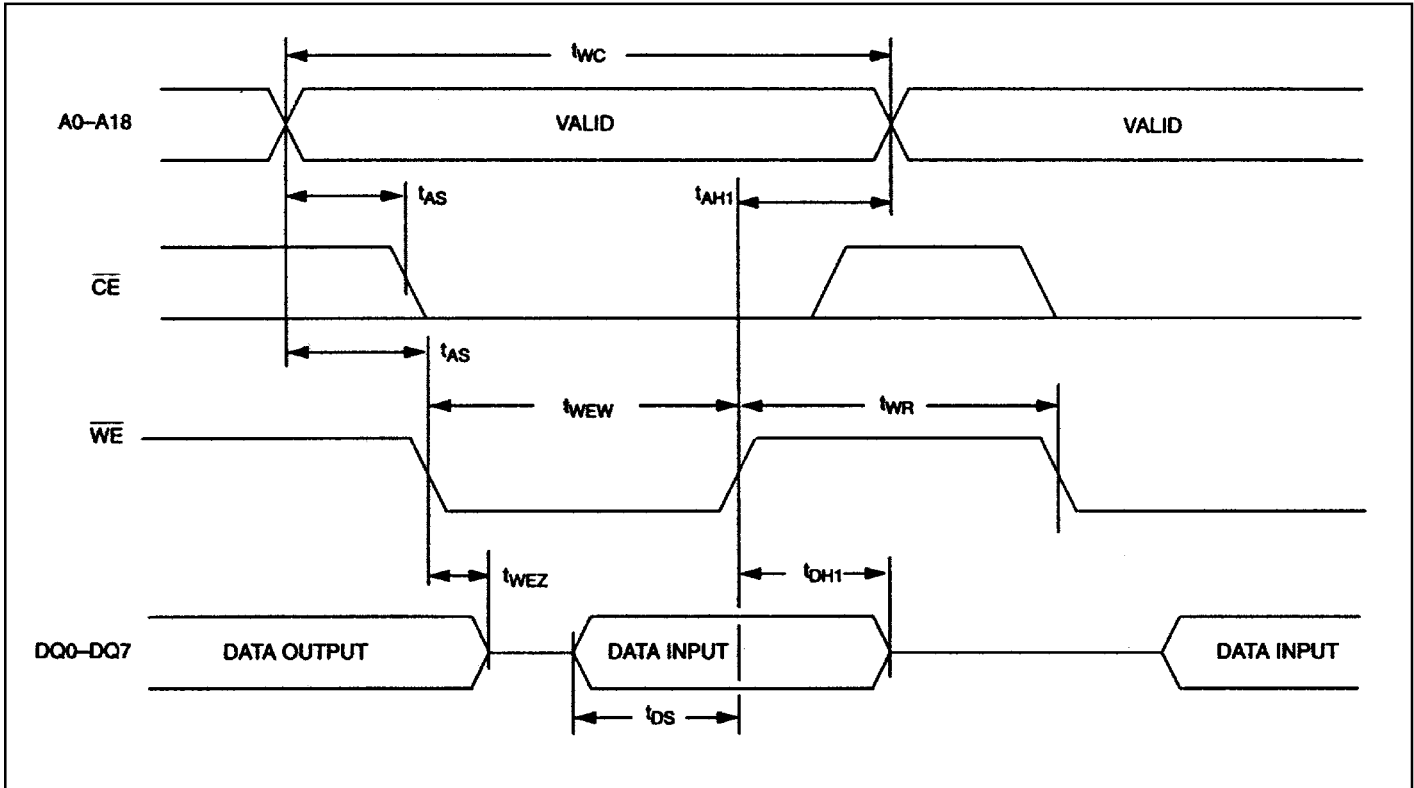 tWC
A0–A18 VALID VALID
tAS tAH1
CE
tAS
tWEW tWR
WE
tWEZ tDH1
DQ0–DQ7 DATA OUTPUT DATA INPUT DATA INPUT
tDS